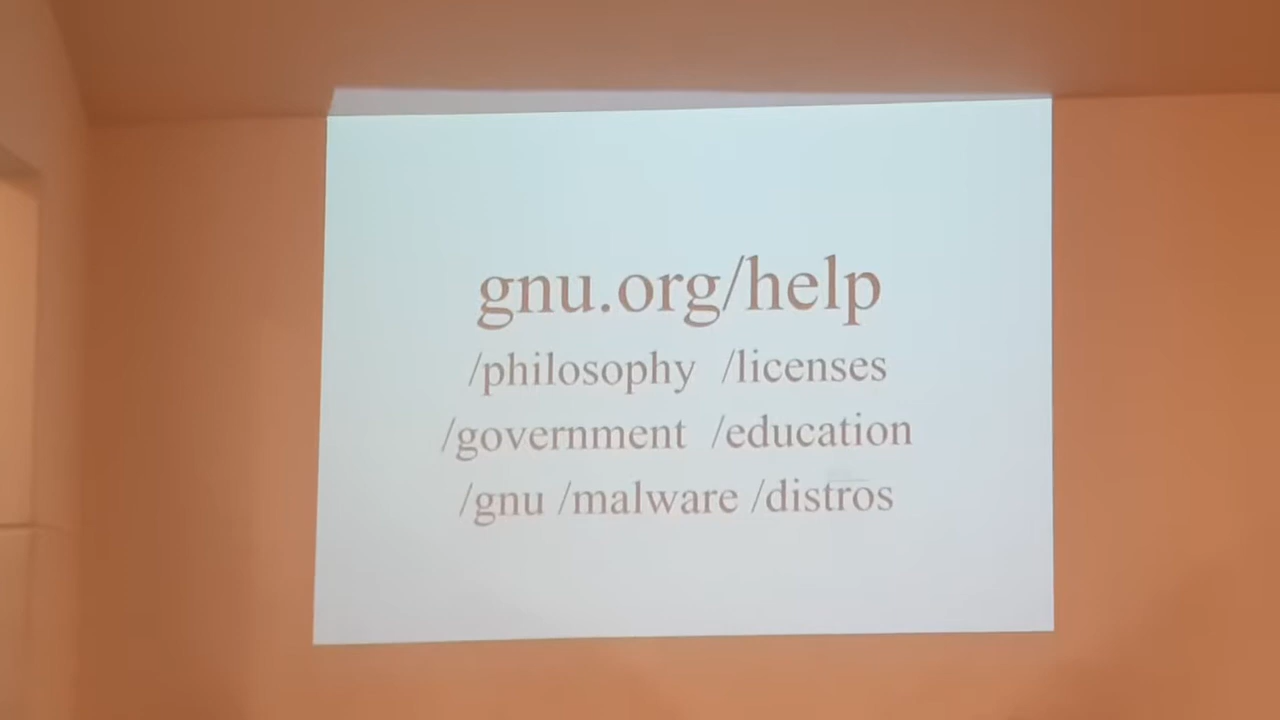 gnu.org/help
/philosophy /licenses
/government /education
/gnu /malware /distros